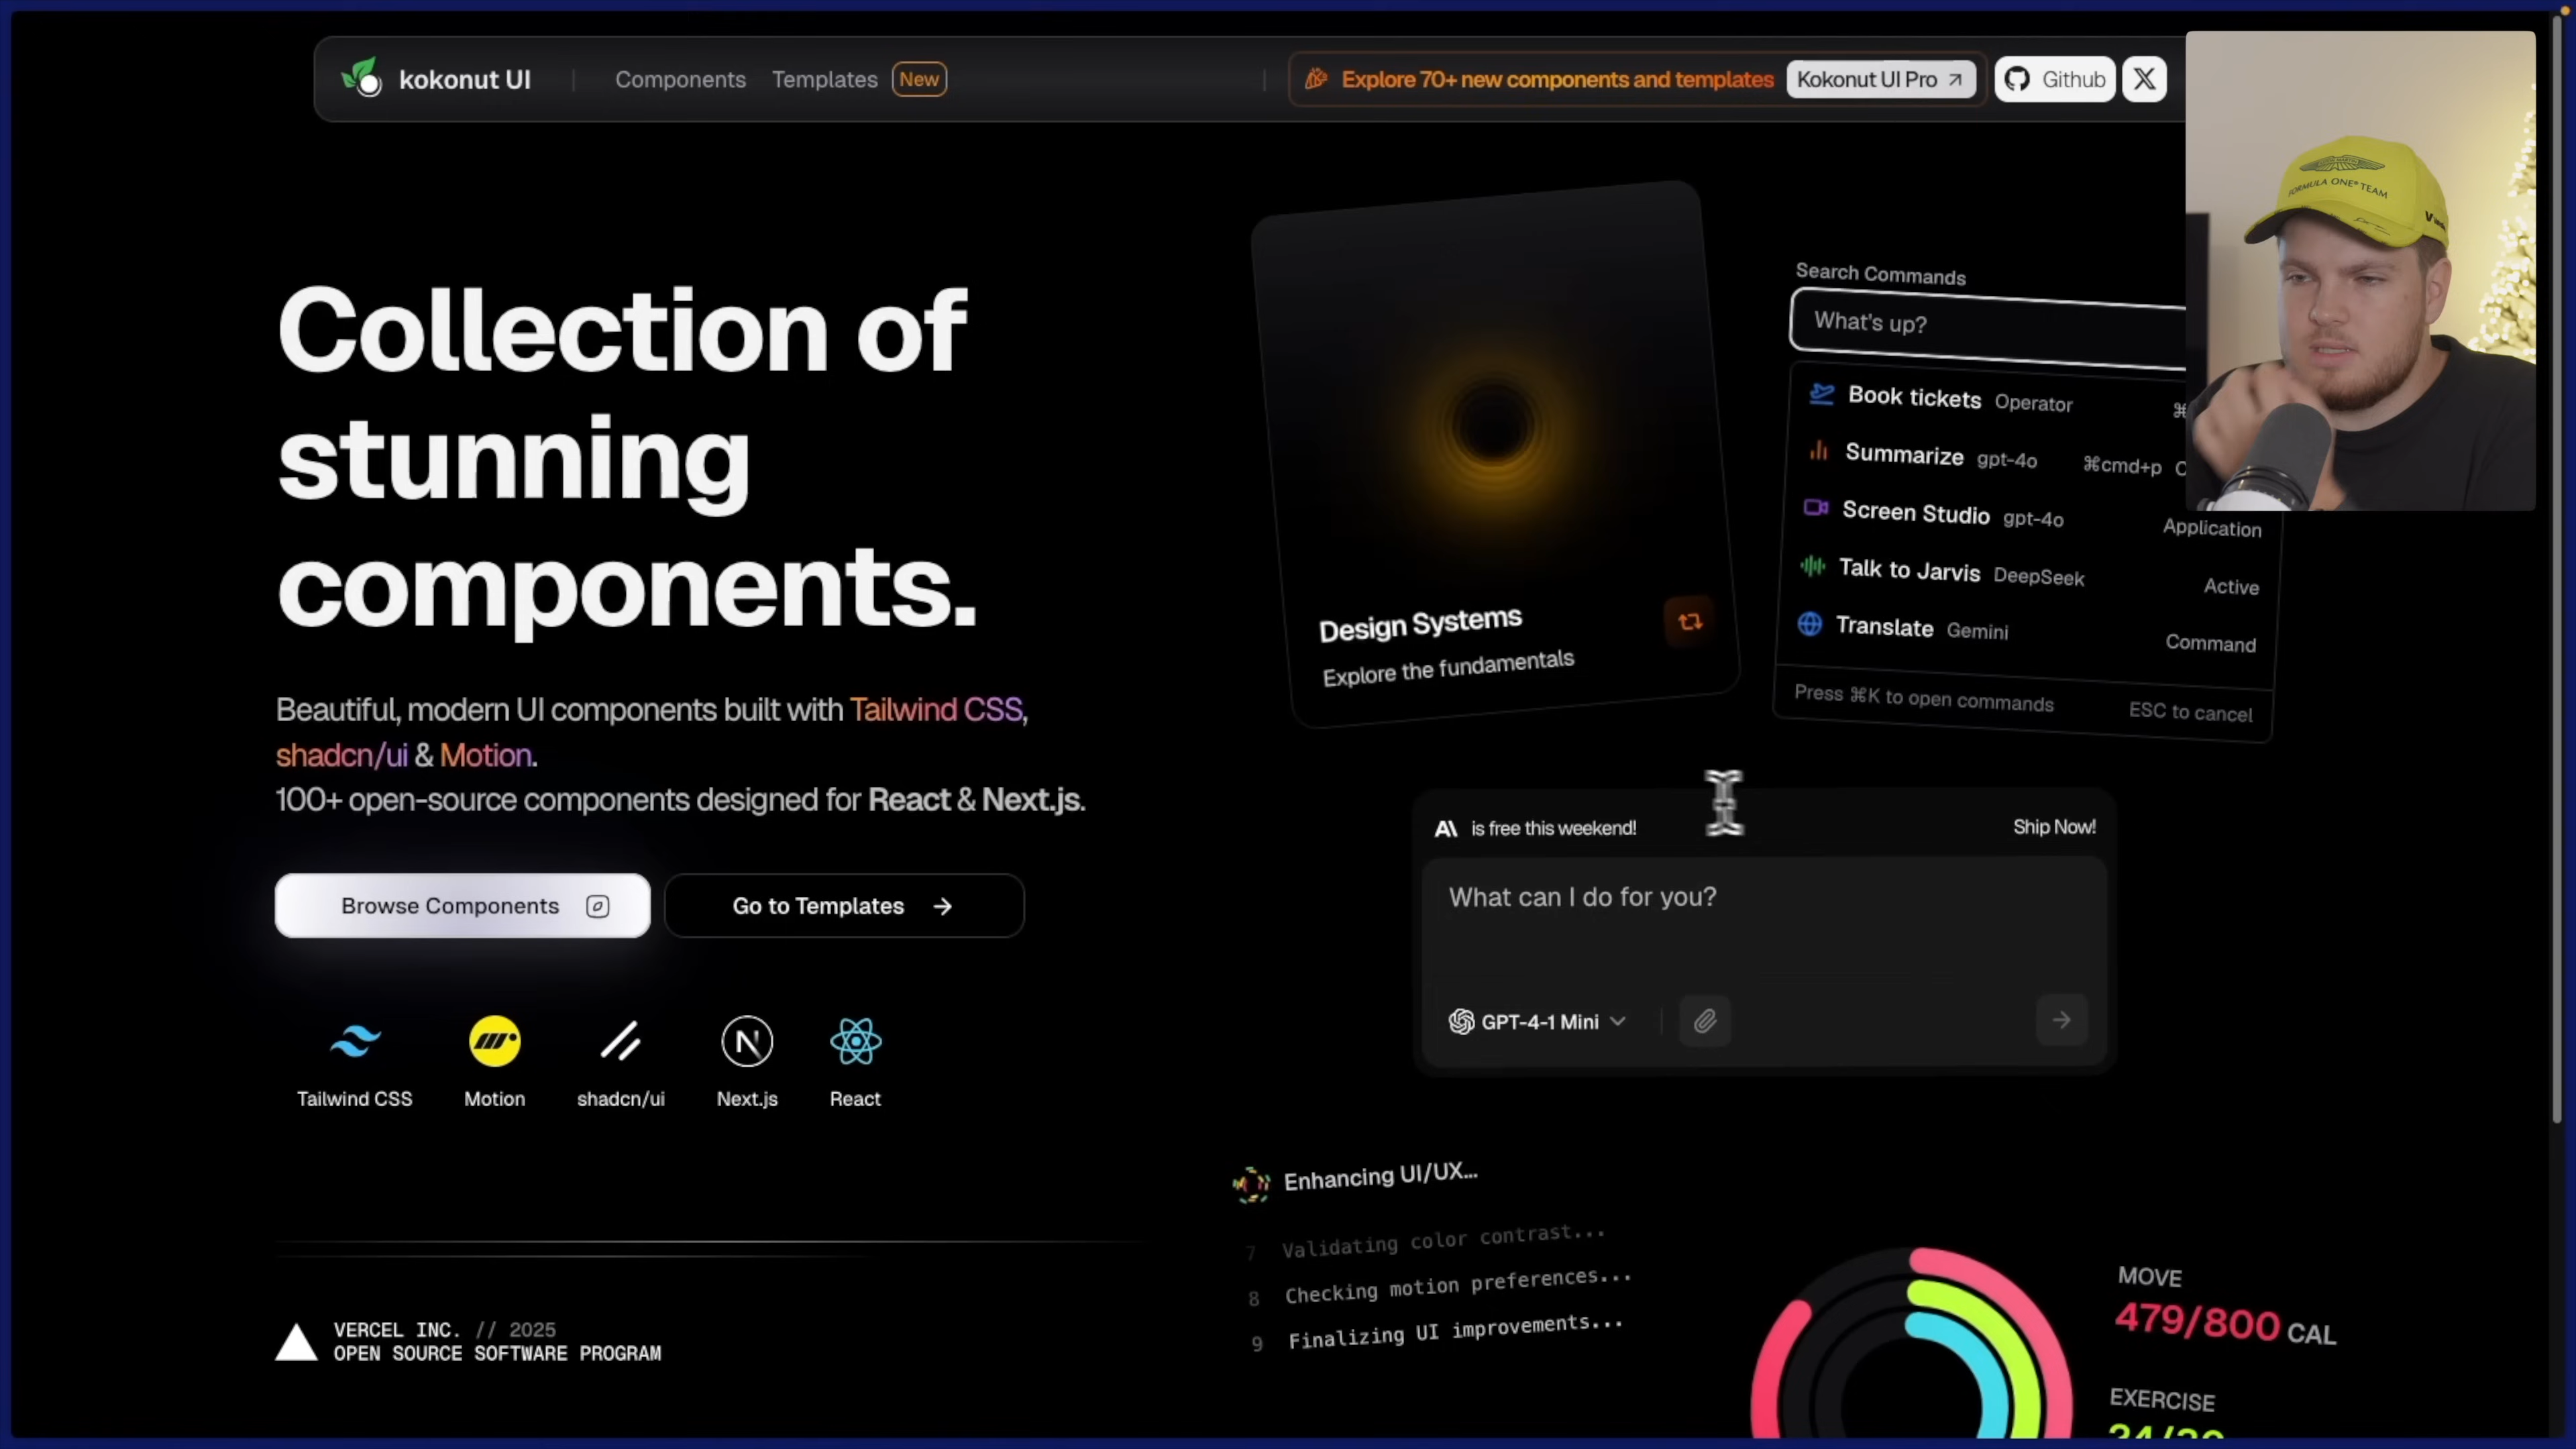 kokonut UI
Components
Templates
New
Explore 70+ new components and templates
Kokonut UI Pro
Github
FORMULA ONE® TEAM
Collection of
stunning
components.
Beautiful, modern UI components built with Tailwind CSS,
shadcn/ui & Motion.
100+ open-source components designed for React & Next.js.
Browse Components
Go to Templates
Tailwind CSS
Motion
shadcn/ui
Next.js
React
VERCEL INC. // 2025
OPEN SOURCE SOFTWARE PROGRAM
Design Systems
Explore the fundamentals
Search Commands
What's up?
Book tickets Operator ⌘
Summarize gpt-4o ⌘cmd+p C
Screen Studio gpt-4o Application
Talk to Jarvis DeepSeek Active
Translate Gemini Command
Press ⌘K to open commands ESC to cancel
is free this weekend! Ship Now!
What can I do for you?
GPT-4-1 Mini
Enhancing UI/UX...
7 Validating color contrast...
8 Checking motion preferences...
9 Finalizing UI improvements...
MOVE
479/800 CAL
EXERCISE